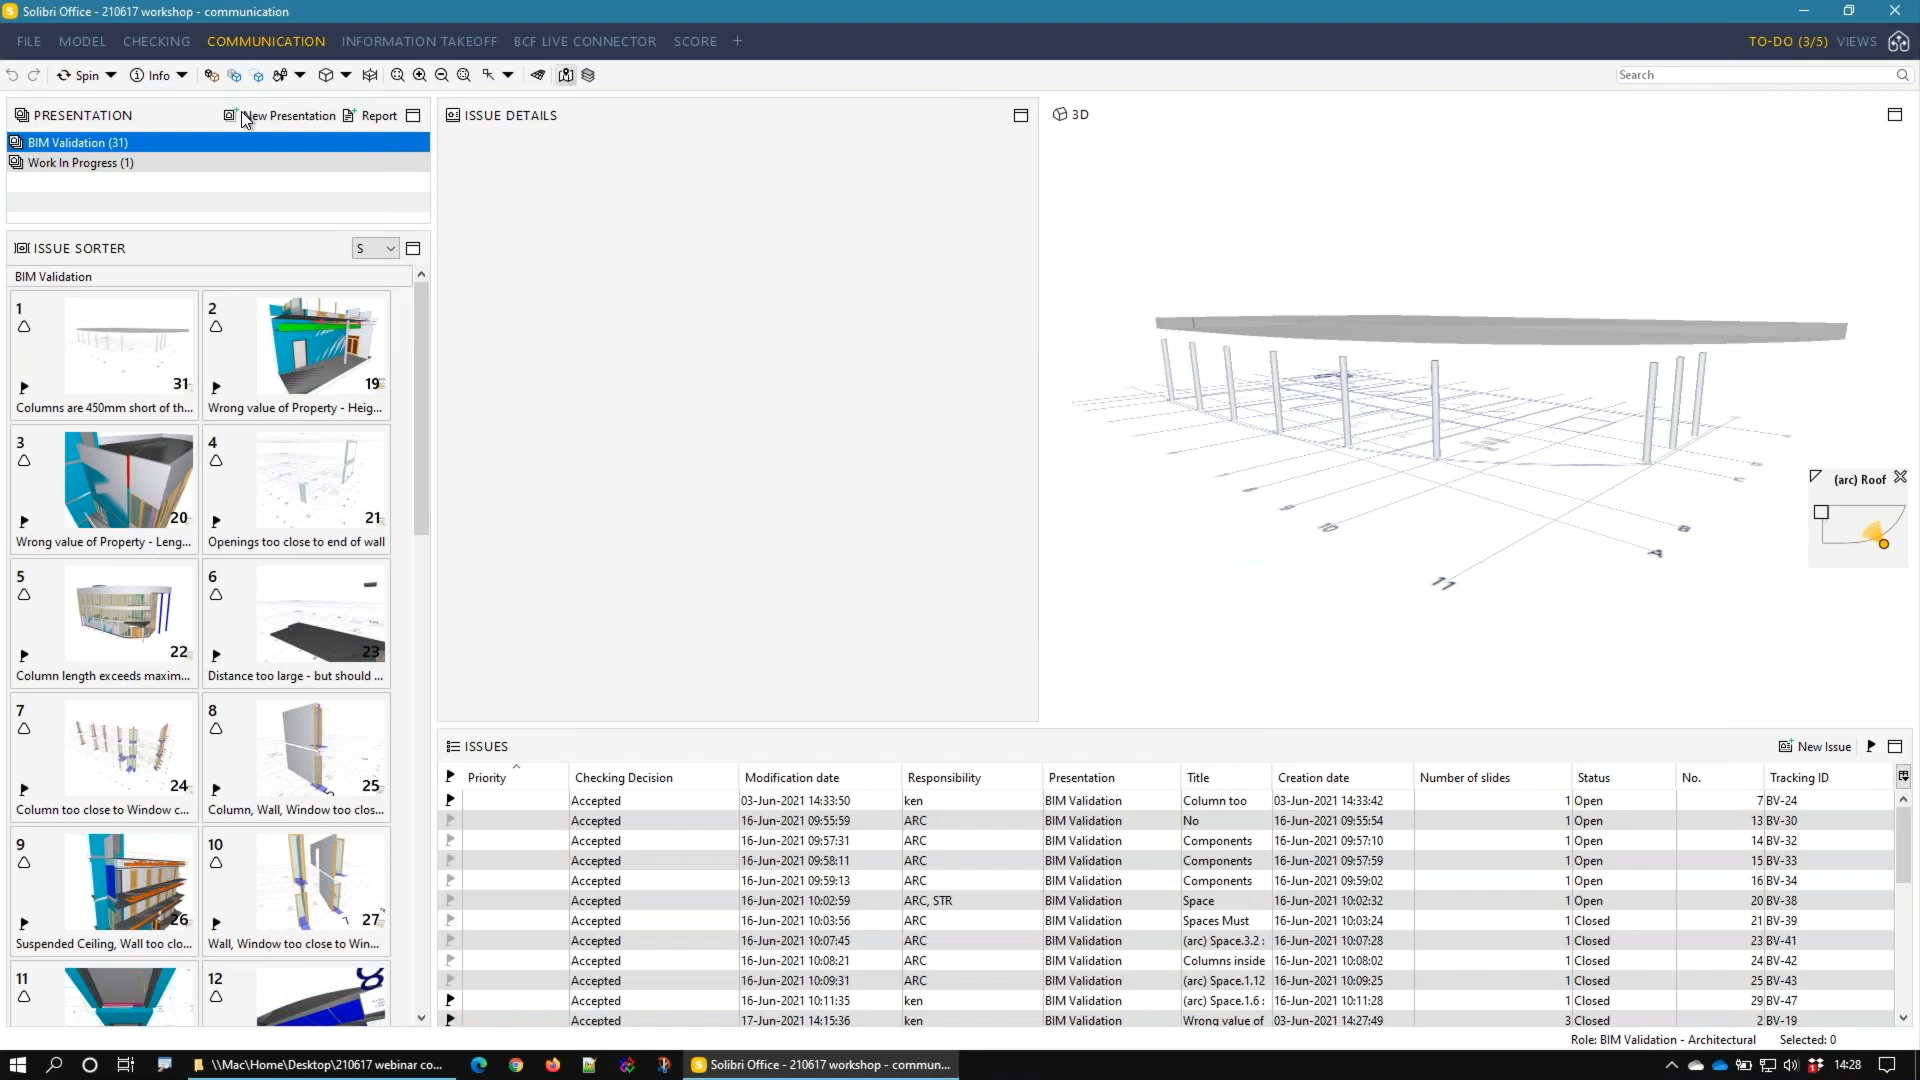 Solibri Office - 210617 workshop - communication
FILE MODEL CHECKING COMMUNICATION INFORMATION TAKEOFF BCF LIVE CONNECTOR SCORE +
TO-DO (3/5) VIEWS
Spin Info
Search
PRESENTATION New Presentation Report
BIM Validation (31)
Work In Progress (1)
ISSUE SORTER S
BIM Validation
1 31
Columns are 450mm short of th...
2 19
Wrong value of Property - Heig...
3 20
Wrong value of Property - Leng...
4 21
Openings too close to end of wall
5 22
Column length exceeds maxim...
6 23
Distance too large - but should ...
7 24
Column too close to Window c...
8 25
Column, Wall, Window too clos...
9 26
Suspended Ceiling, Wall too clo...
10 27
Wall, Window too close to Win...
11
12
ISSUE DETAILS
3D
10
11
A
B
(arc) Roof
ISSUES New Issue
Priority Checking Decision Modification date Responsibility Presentation Title Creation date Number of slides Status No. Tracking ID
Accepted 03-Jun-2021 14:33:50 ken BIM Validation Column too 03-Jun-2021 14:33:42 1 Open 7 BV-24
Accepted 16-Jun-2021 09:55:59 ARC BIM Validation No 16-Jun-2021 09:55:54 1 Open 13 BV-30
Accepted 16-Jun-2021 09:57:31 ARC BIM Validation Components 16-Jun-2021 09:57:10 1 Open 14 BV-32
Accepted 16-Jun-2021 09:58:11 ARC BIM Validation Components 16-Jun-2021 09:57:59 1 Open 15 BV-33
Accepted 16-Jun-2021 09:59:13 ARC BIM Validation Components 16-Jun-2021 09:59:02 1 Open 16 BV-34
Accepted 16-Jun-2021 10:02:59 ARC, STR BIM Validation Space 16-Jun-2021 10:02:32 1 Open 20 BV-38
Accepted 16-Jun-2021 10:03:56 ARC BIM Validation Spaces Must 16-Jun-2021 10:03:24 1 Closed 21 BV-39
Accepted 16-Jun-2021 10:07:45 ARC BIM Validation (arc) Space.3.2 : 16-Jun-2021 10:07:28 1 Closed 23 BV-41
Accepted 16-Jun-2021 10:08:21 ARC BIM Validation Columns inside 16-Jun-2021 10:08:02 1 Closed 24 BV-42
Accepted 16-Jun-2021 10:09:31 ARC BIM Validation (arc) Space.1.12 16-Jun-2021 10:09:25 1 Closed 25 BV-43
Accepted 16-Jun-2021 10:11:35 ken BIM Validation (arc) Space.1.6 : 16-Jun-2021 10:11:28 1 Closed 29 BV-47
Accepted 17-Jun-2021 14:15:36 ken BIM Validation Wrong value of 03-Jun-2021 14:27:49 3 Closed 2 BV-19
Role: BIM Validation - Architectural Selected: 0
\\Mac\Home\Desktop\210617 webinar co... Solibri Office - 210617 workshop - commun... 14:28